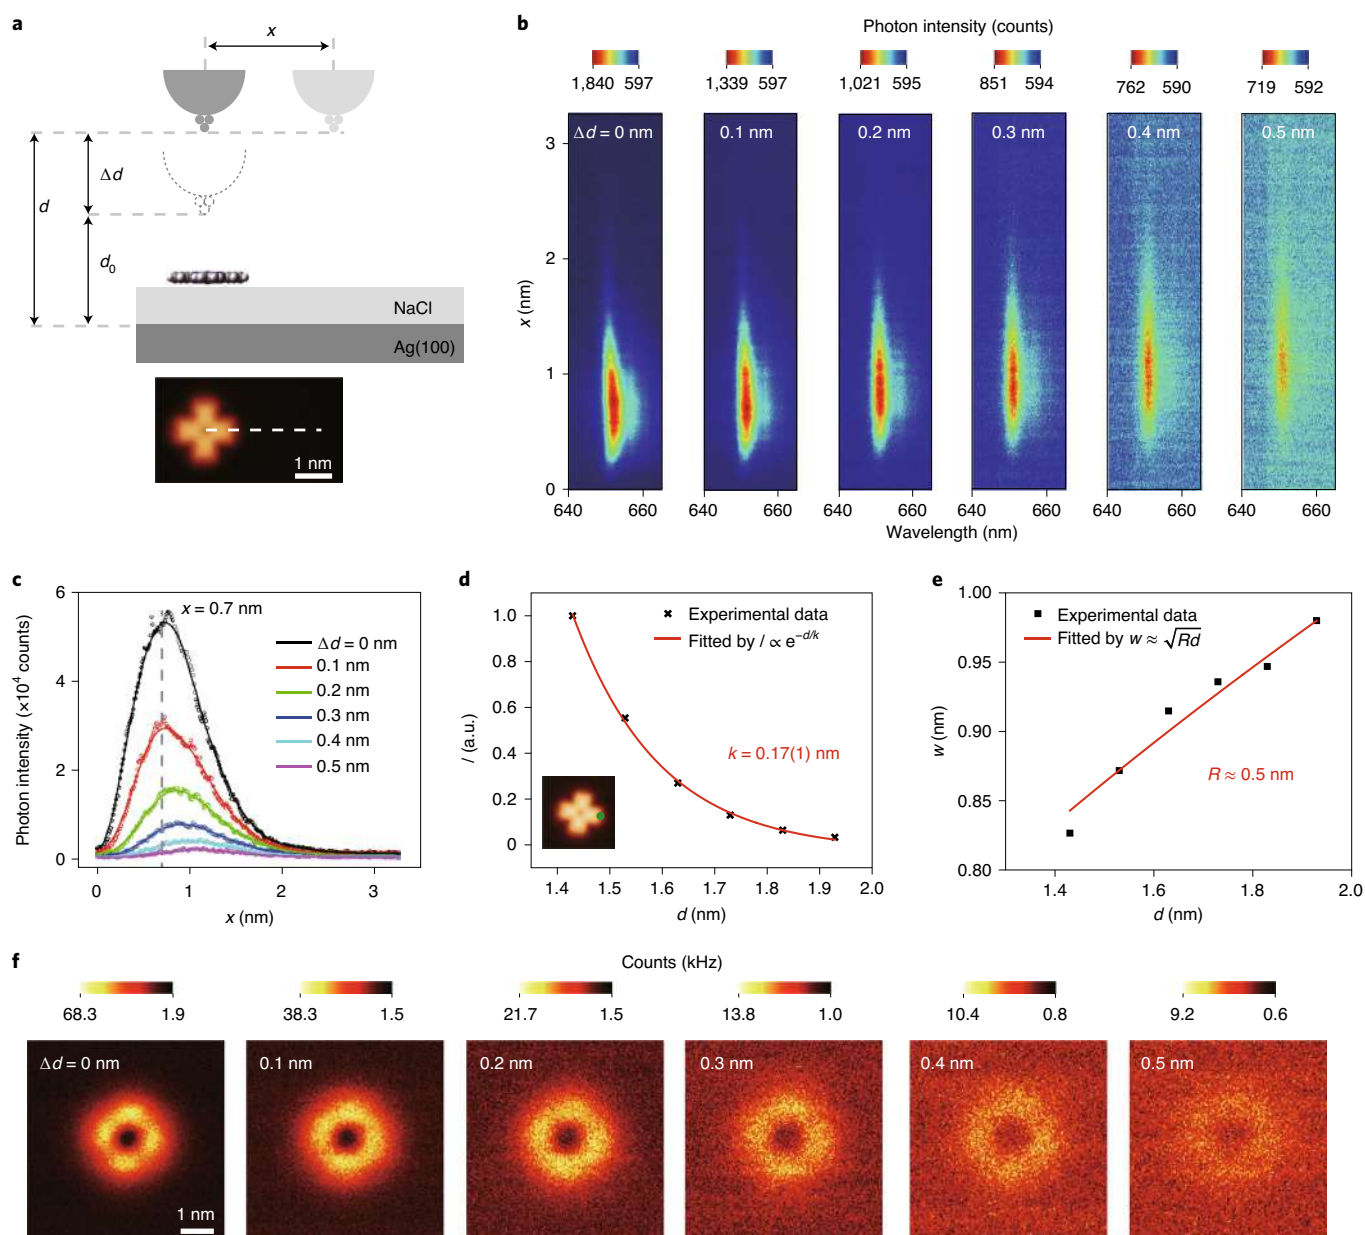 a
x
d
Δd
d0
NaCl
Ag(100)
1 nm
b
Photon intensity (counts)
1,840 597
1,339 597
1,021 595
851 594
762 590
719 592
Δd = 0 nm
0.1 nm
0.2 nm
0.3 nm
0.4 nm
0.5 nm
3
2
1
0
x (nm)
640 660
640 660
640 660
640 660
640 660
640 660
Wavelength (nm)
c
6
4
2
0
Photon intensity (×10⁴ counts)
x = 0.7 nm
Δd = 0 nm
0.1 nm
0.2 nm
0.3 nm
0.4 nm
0.5 nm
0 1 2 3
x (nm)
d
1.0
0.8
0.6
0.4
0.2
0
I (a.u.)
Experimental data
Fitted by I ∝ e^−d/k
k = 0.17(1) nm
1.4 1.5 1.6 1.7 1.8 1.9 2.0
d (nm)
e
1.00
0.95
0.90
0.85
0.80
w (nm)
Experimental data
Fitted by w ≈ √Rd
R ≈ 0.5 nm
1.4 1.6 1.8 2.0
d (nm)
f
Counts (kHz)
68.3 1.9
38.3 1.5
21.7 1.5
13.8 1.0
10.4 0.8
9.2 0.6
Δd = 0 nm
0.1 nm
0.2 nm
0.3 nm
0.4 nm
0.5 nm
1 nm